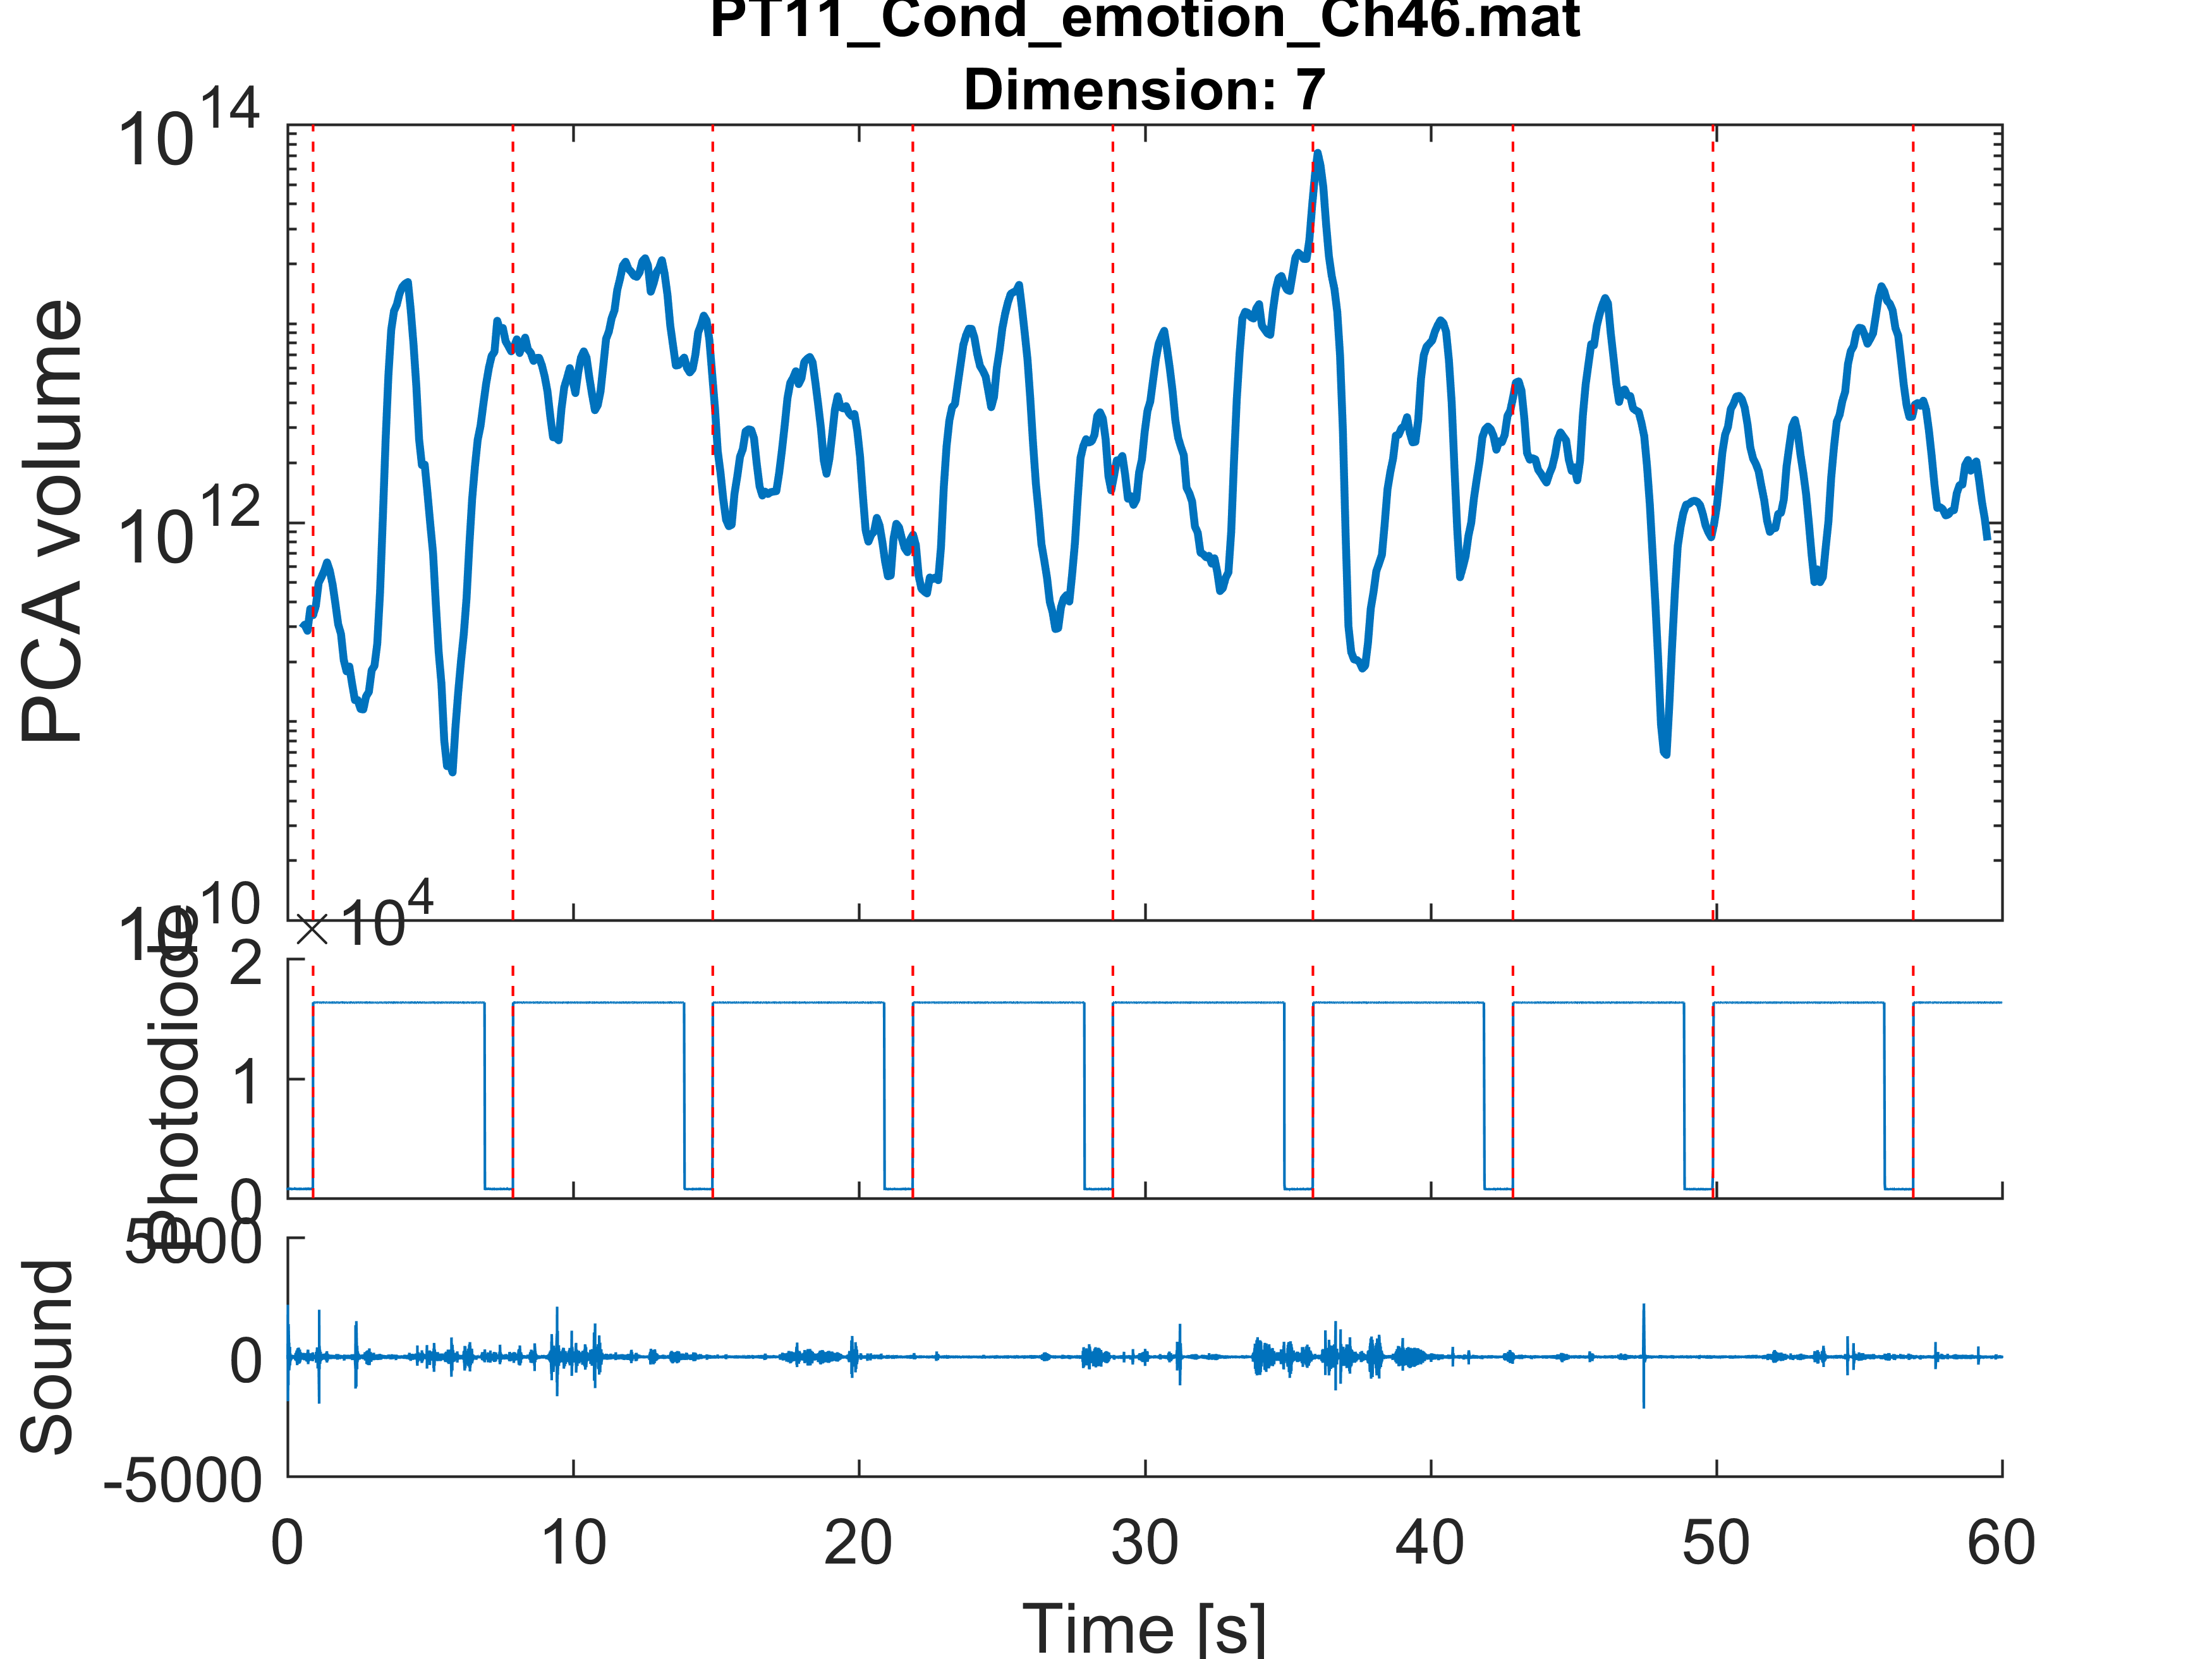 PT11_Cond_emotion_Ch46.mat
Dimension: 7
10^14
10^12
10^10
PCA volume
×10^4
2
1
0
Photodiode
5000
0
-5000
Sound
0 10 20 30 40 50 60
Time [s]